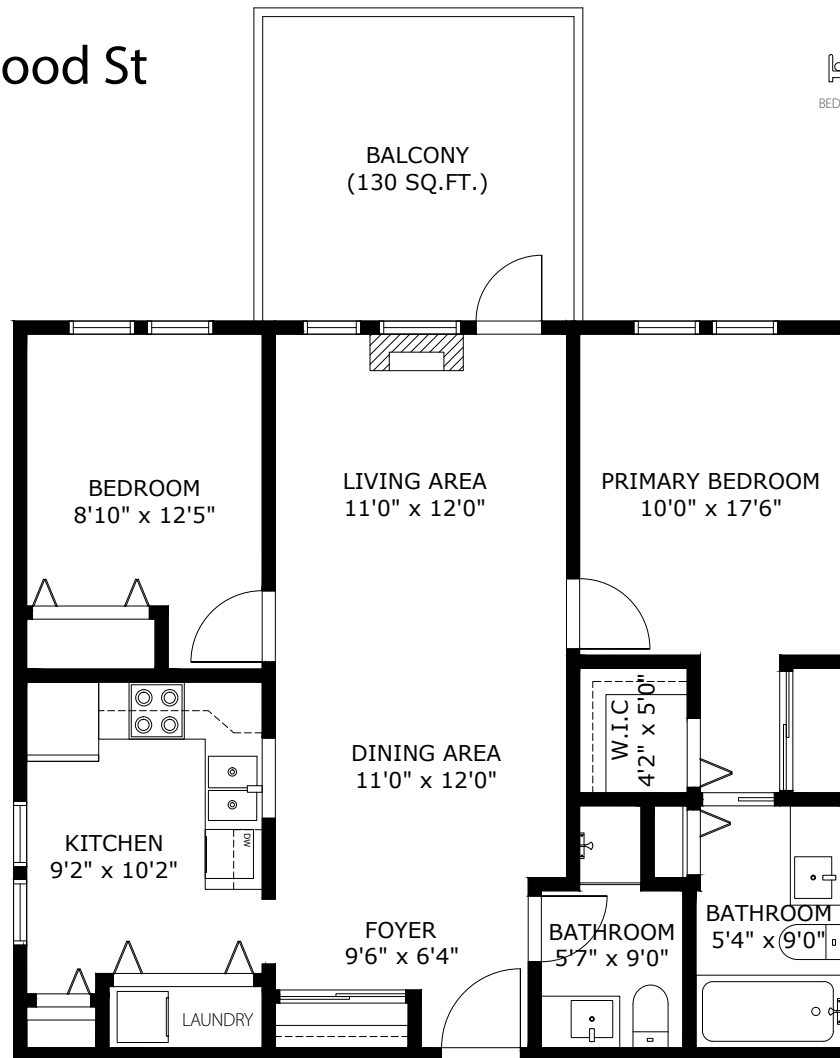 ood St
BED
BALCONY
(130 SQ.FT.)
BEDROOM
8'10" x 12'5"
LIVING AREA
11'0" x 12'0"
PRIMARY BEDROOM
10'0" x 17'6"
W.I.C
4'2" x 5'0"
DINING AREA
11'0" x 12'0"
KITCHEN
9'2" x 10'2"
DW
FOYER
9'6" x 6'4"
BATHROOM
5'7" x 9'0"
BATHROOM
5'4" x 9'0"
LAUNDRY